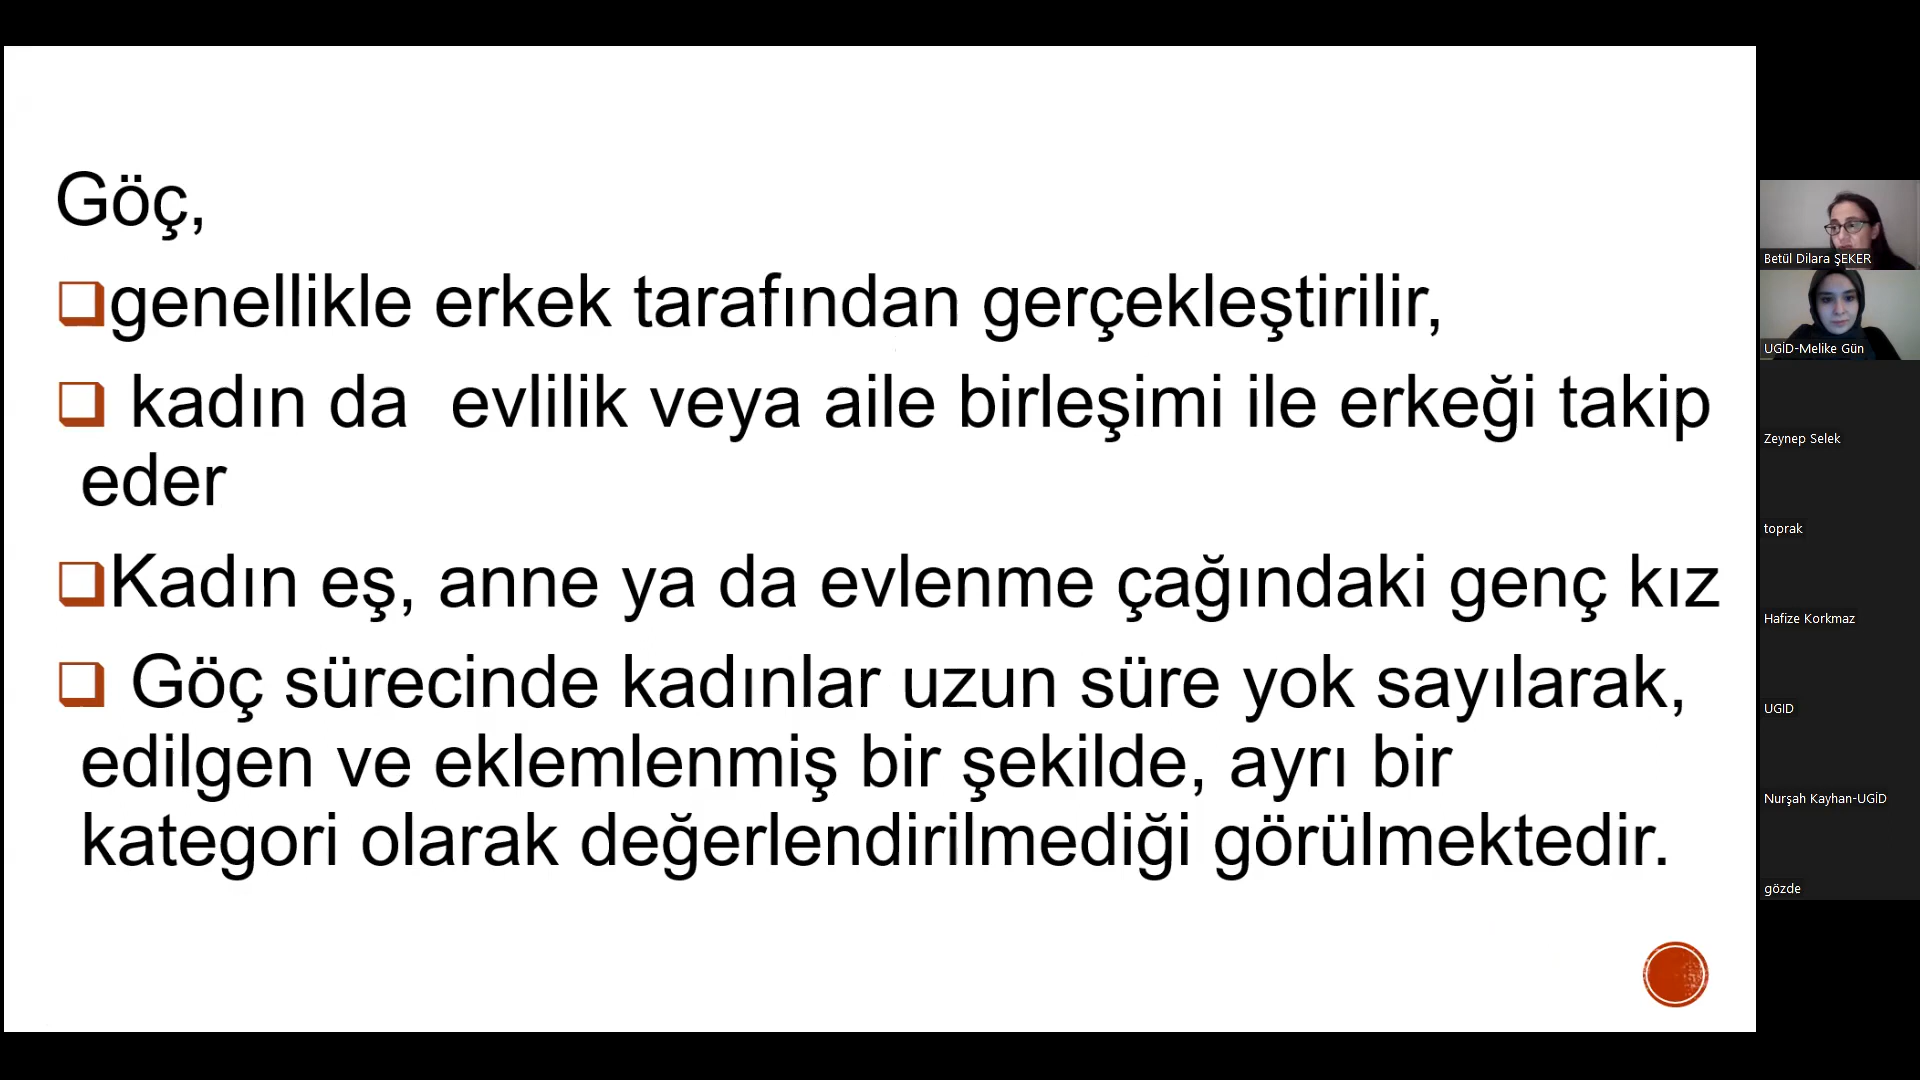 Göç,
genellikle erkek tarafından gerçekleştirilir,
kadın da evlilik veya aile birleşimi ile erkeği takip
eder
Kadın eş, anne ya da evlenme çağındaki genç kız
Göç sürecinde kadınlar uzun süre yok sayılarak,
edilgen ve eklemlenmiş bir şekilde, ayrı bir
kategori olarak değerlendirilmediği görülmektedir.
Betül Dilara ŞEKER
UGİD-Melike Gün
Zeynep Selek
toprak
Hafize Korkmaz
UGID
Nurşah Kayhan-UGİD
gözde